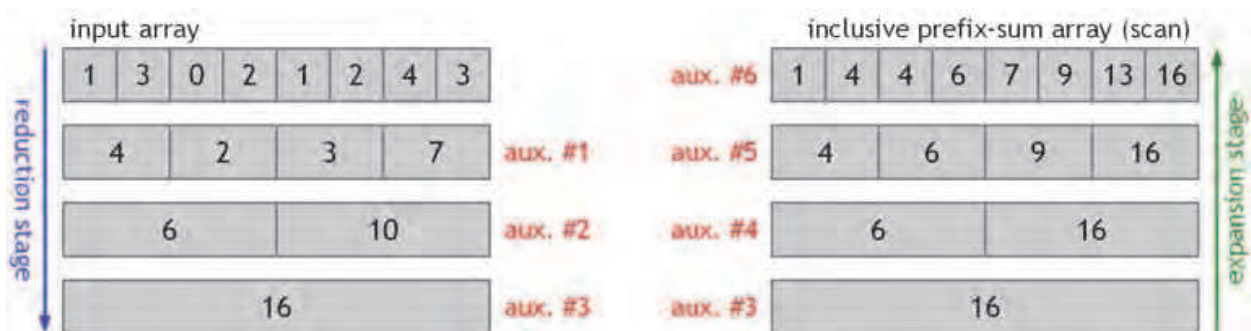 input array
1 3 0 2 1 2 4 3
4 2 3 7 aux. #1
6 10 aux. #2
16 aux. #3
reduction stage
inclusive prefix-sum array (scan)
aux. #6 1 4 4 6 7 9 13 16
aux. #5 4 6 9 16
aux. #4 6 16
aux. #3 16
expansion stage